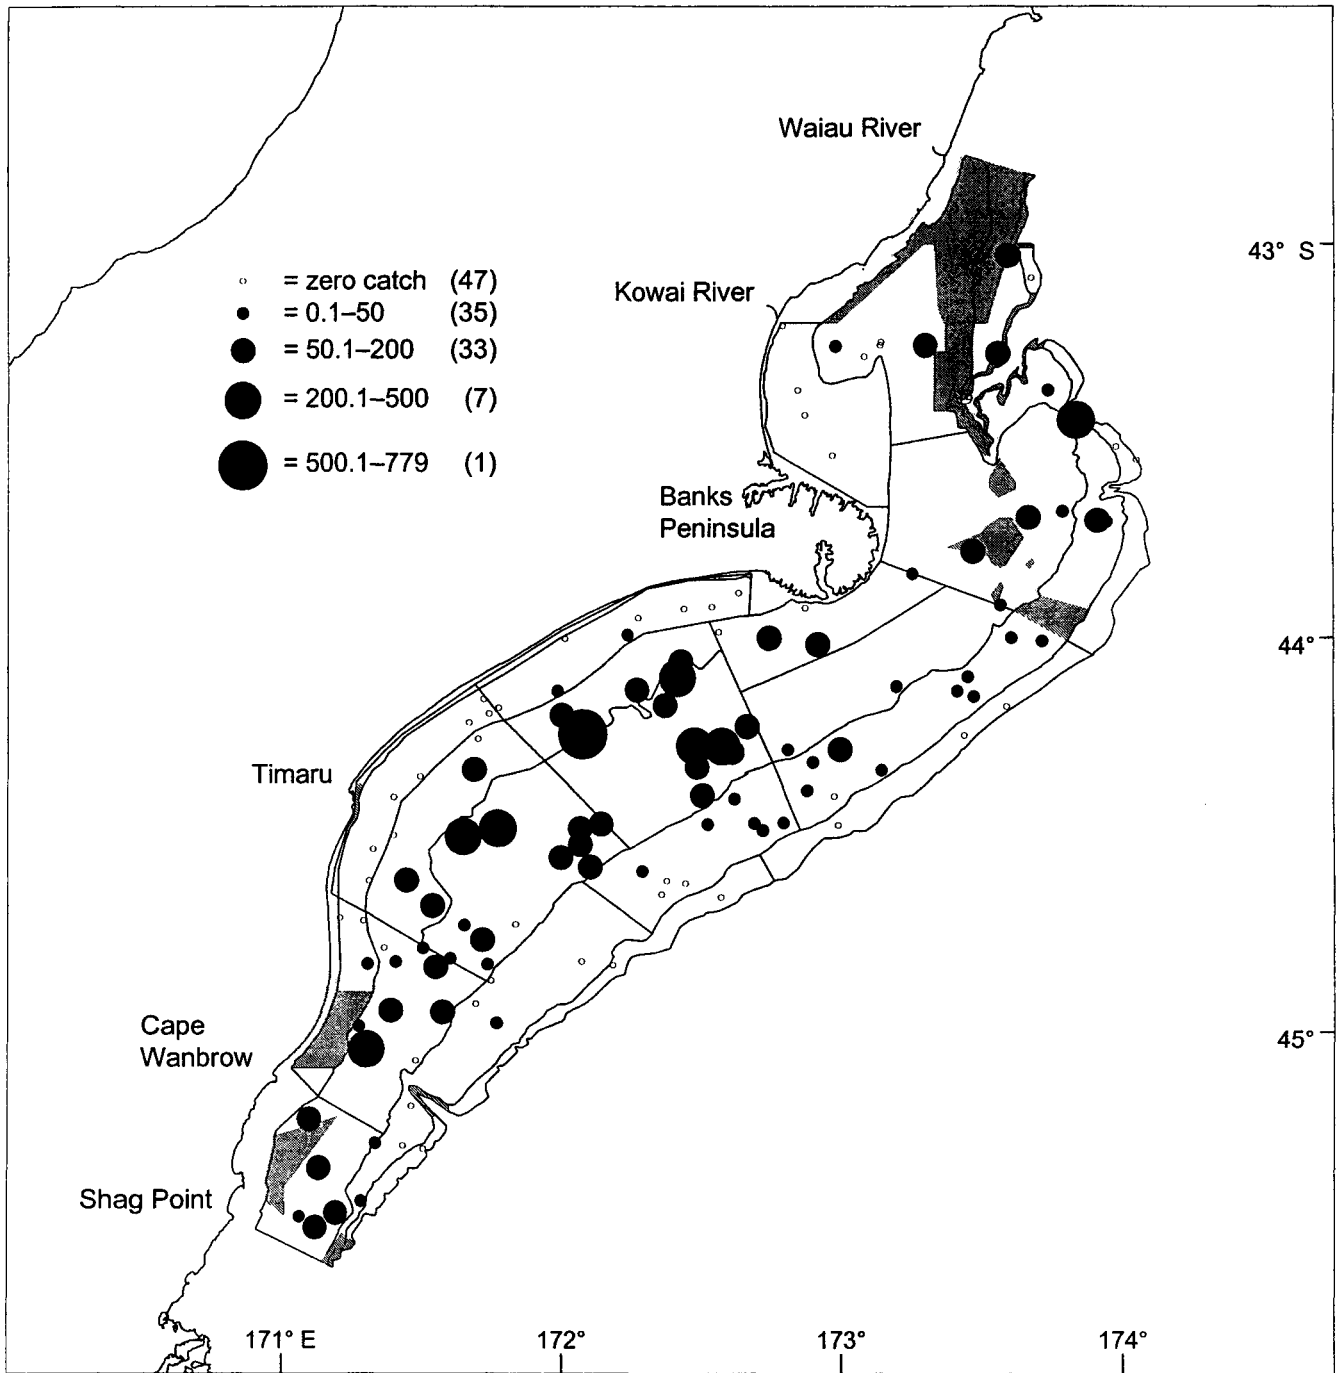 Waiau River
43° S
= zero catch (47)
= 0.1–50 (35)
= 50.1–200 (33)
= 200.1–500 (7)
= 500.1–779 (1)
Kowai River
Banks
Peninsula
44°
Timaru
Cape
Wanbrow
45°
Shag Point
171° E 172° 173° 174°